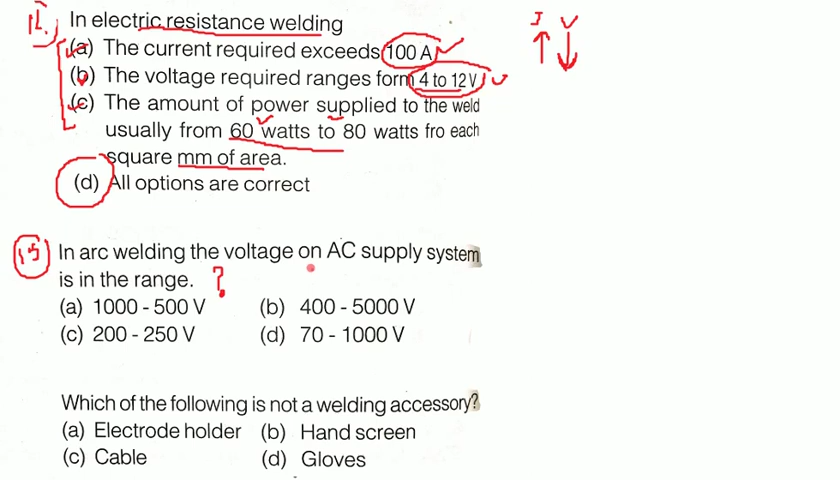 14. In electric resistance welding
I V
(a) The current required exceeds 100 A
(b) The voltage required ranges form 4 to 12 V
(c) The amount of power supplied to the weld
usually from 60 watts to 80 watts fro each
square mm of area.
(d) All options are correct
15 In arc welding the voltage on AC supply system
is in the range. ?
(a) 1000 - 500 V (b) 400 - 5000 V
(c) 200 - 250 V (d) 70 - 1000 V
Which of the following is not a welding accessory?
(a) Electrode holder (b) Hand screen
(c) Cable (d) Gloves